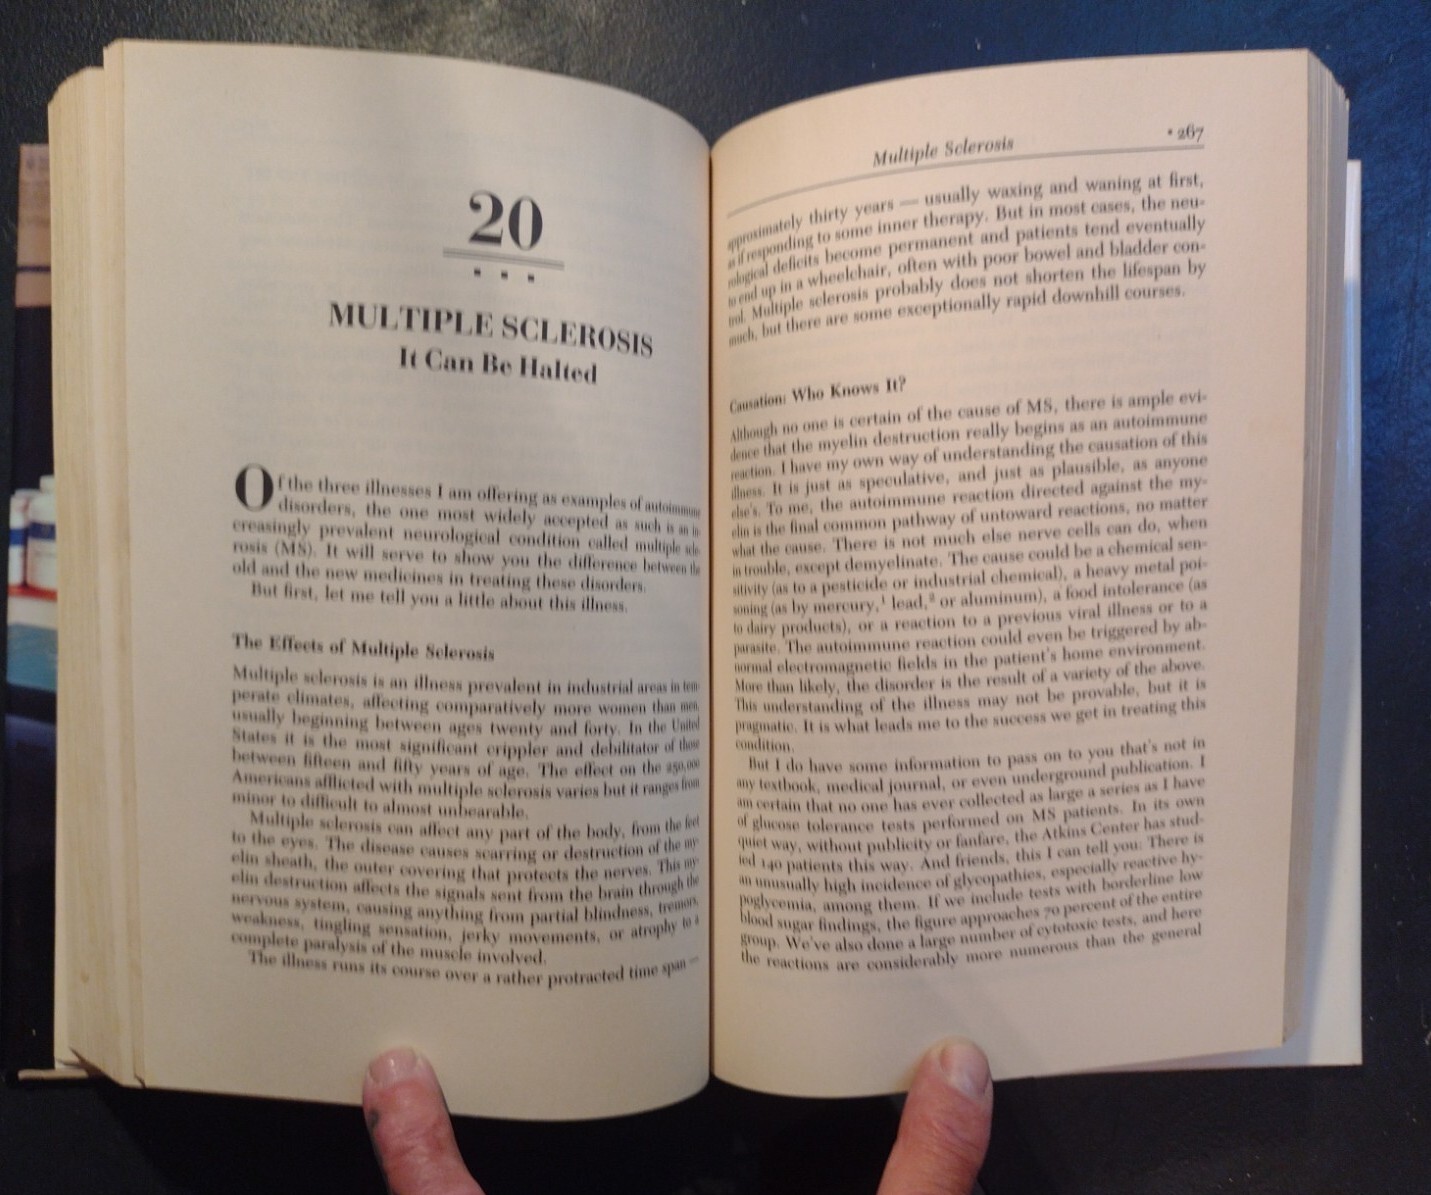 20
MULTIPLE SCLEROSIS
It Can Be Halted
Of the three illnesses I am offering as examples of autoimmune
disorders, the one most widely accepted as such is an in-
creasingly prevalent neurological condition called multiple scle-
rosis (MS). It will serve to show you the difference between the
old and the new medicines in treating these disorders.
But first, let me tell you a little about this illness.
The Effects of Multiple Sclerosis
Multiple sclerosis is an illness prevalent in industrial areas in tem-
perate climates, affecting comparatively more women than men,
usually beginning between ages twenty and forty. In the United
States it is the most significant crippler and debilitator of those
between fifteen and fifty years of age. The effect on the 250,000
Americans afflicted with multiple sclerosis varies but it ranges from
minor to difficult to almost unbearable.
Multiple sclerosis can affect any part of the body, from the feet
to the eyes. The disease causes scarring or destruction of the my-
elin sheath, the outer covering that protects the nerves. This my-
elin destruction affects the signals sent from the brain through the
nervous system, causing anything from partial blindness, tremors,
weakness, tingling sensation, jerky movements, or atrophy to a
complete paralysis of the muscle involved.
The illness runs its course over a rather protracted time span —
Multiple Sclerosis • 267
approximately thirty years — usually waxing and waning at first,
as if responding to some inner therapy. But in most cases, the neu-
rological deficits become permanent and patients tend eventually
to end up in a wheelchair, often with poor bowel and bladder con-
trol. Multiple sclerosis probably does not shorten the lifespan by
much, but there are some exceptionally rapid downhill courses.
Causation: Who Knows It?
Although no one is certain of the cause of MS, there is ample evi-
dence that the myelin destruction really begins as an autoimmune
reaction. I have my own way of understanding the causation of this
illness. It is just as speculative, and just as plausible, as anyone
else's. To me, the autoimmune reaction directed against the my-
elin is the final common pathway of untoward reactions, no matter
what the cause. There is not much else nerve cells can do, when
in trouble, except demyelinate. The cause could be a chemical sen-
sitivity (as to a pesticide or industrial chemical), a heavy metal poi-
soning (as by mercury,¹ lead,² or aluminum), a food intolerance (as
to dairy products), or a reaction to a previous viral illness or to a
parasite. The autoimmune reaction could even be triggered by ab-
normal electromagnetic fields in the patient's home environment.
More than likely, the disorder is the result of a variety of the above.
This understanding of the illness may not be provable, but it is
pragmatic. It is what leads me to the success we get in treating this
condition.
But I do have some information to pass on to you that's not in
any textbook, medical journal, or even underground publication. I
am certain that no one has ever collected as large a series as I have
of glucose tolerance tests performed on MS patients. In its own
quiet way, without publicity or fanfare, the Atkins Center has stud-
ied 140 patients this way. And friends, this I can tell you: There is
an unusually high incidence of glycopathies, especially reactive hy-
poglycemia, among them. If we include tests with borderline low
blood sugar findings, the figure approaches 70 percent of the entire
group. We've also done a large number of cytotoxic tests, and here
the reactions are considerably more numerous than the general